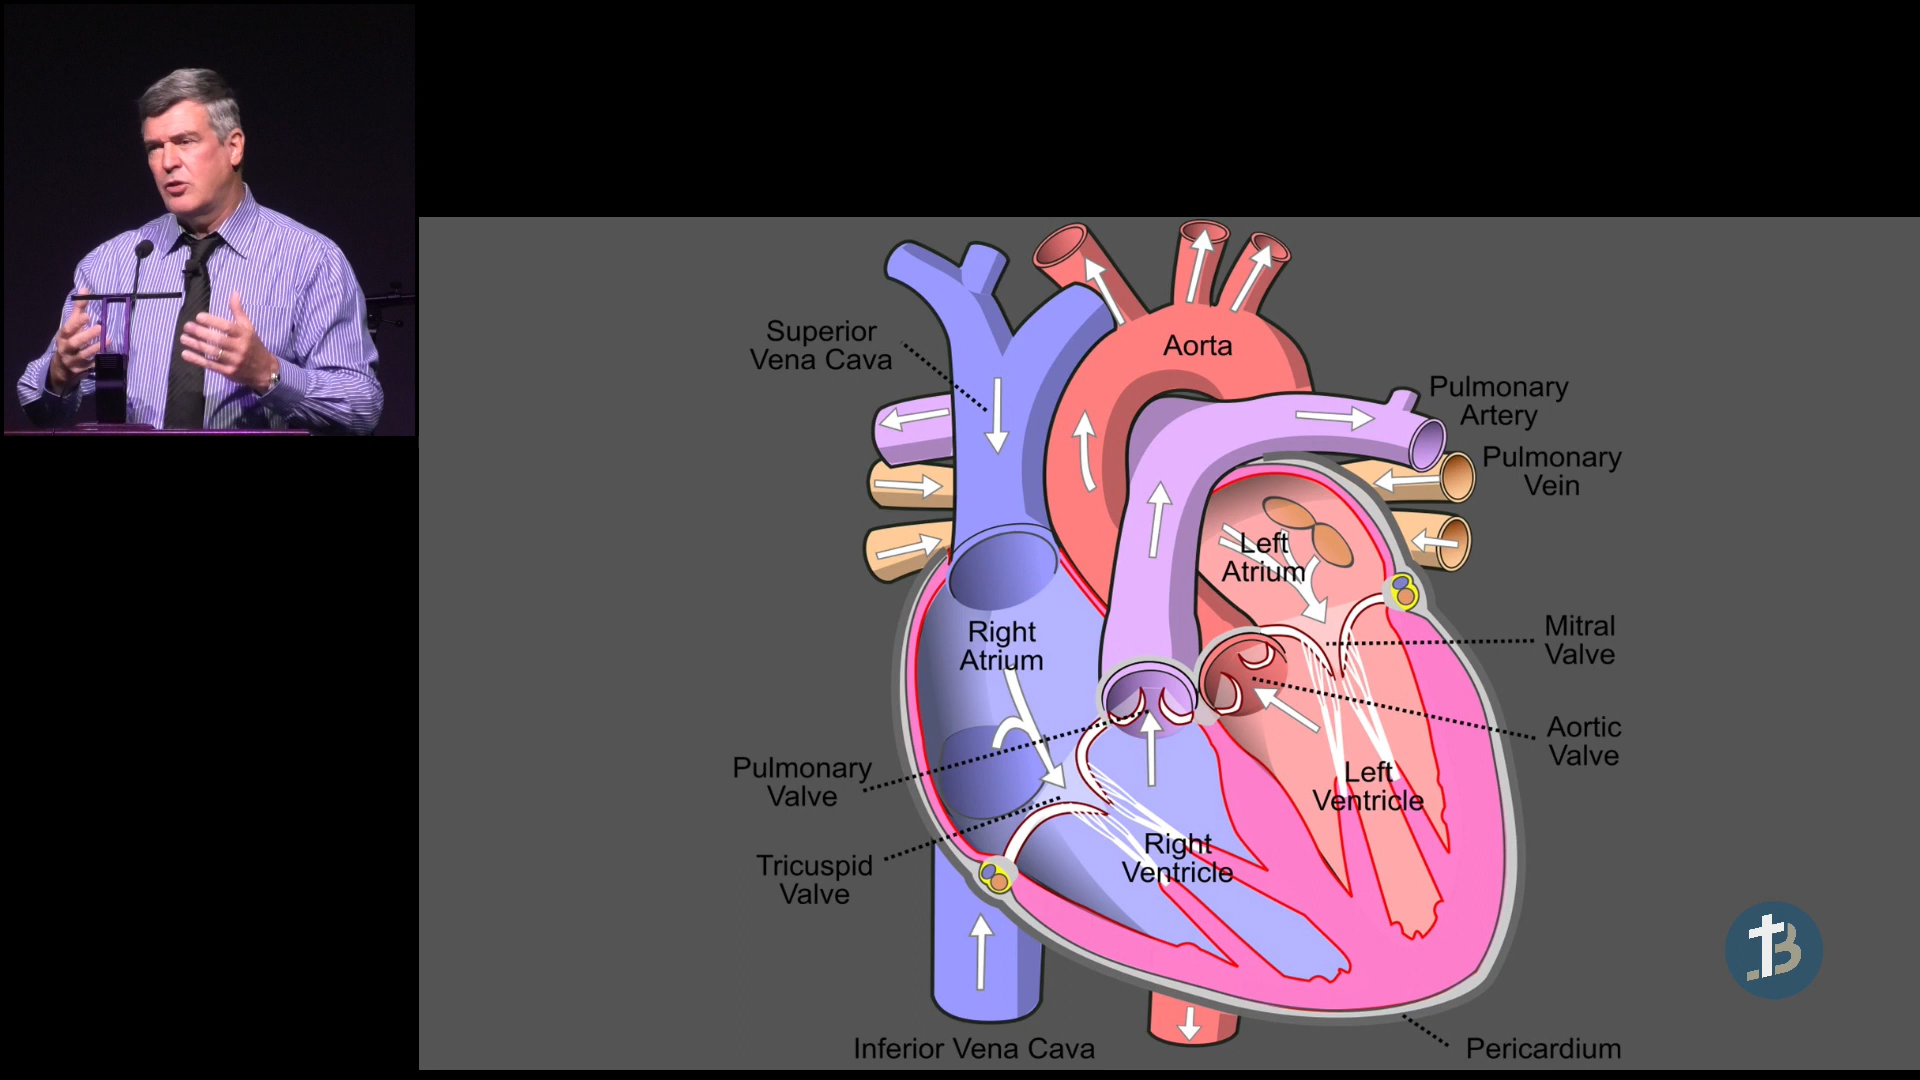 Superior
Vena Cava
Aorta
Pulmonary
Artery
Pulmonary
Vein
Left
Atrium
Right
Atrium
Mitral
Valve
Aortic
Valve
Pulmonary
Valve
Left
Ventricle
Tricuspid
Valve
Right
Ventricle
Inferior Vena Cava
Pericardium
B